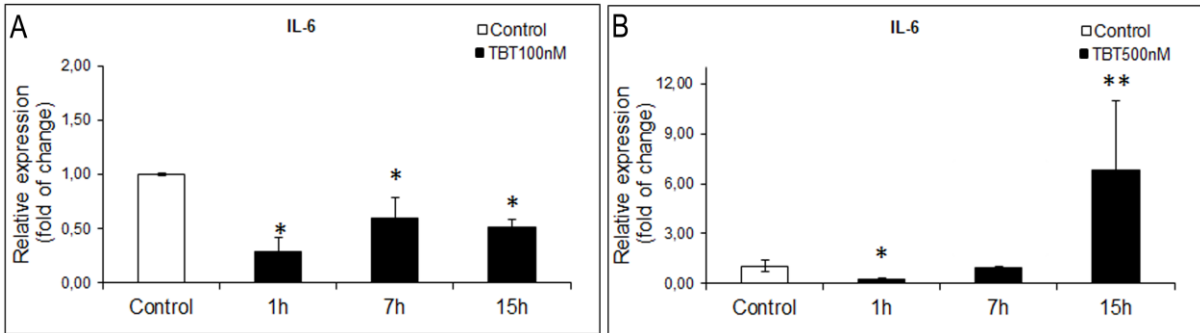 A
IL-6
Control
TBT100nM
Relative expression
(fold of change)
2,00
1,50
1,00
0,50
0,00
*
*
*
Control 1h 7h 15h
B
IL-6
Control
TBT500nM
Relative expression
(fold of change)
12,00
9,00
6,00
3,00
0,00
*
**
Control 1h 7h 15h